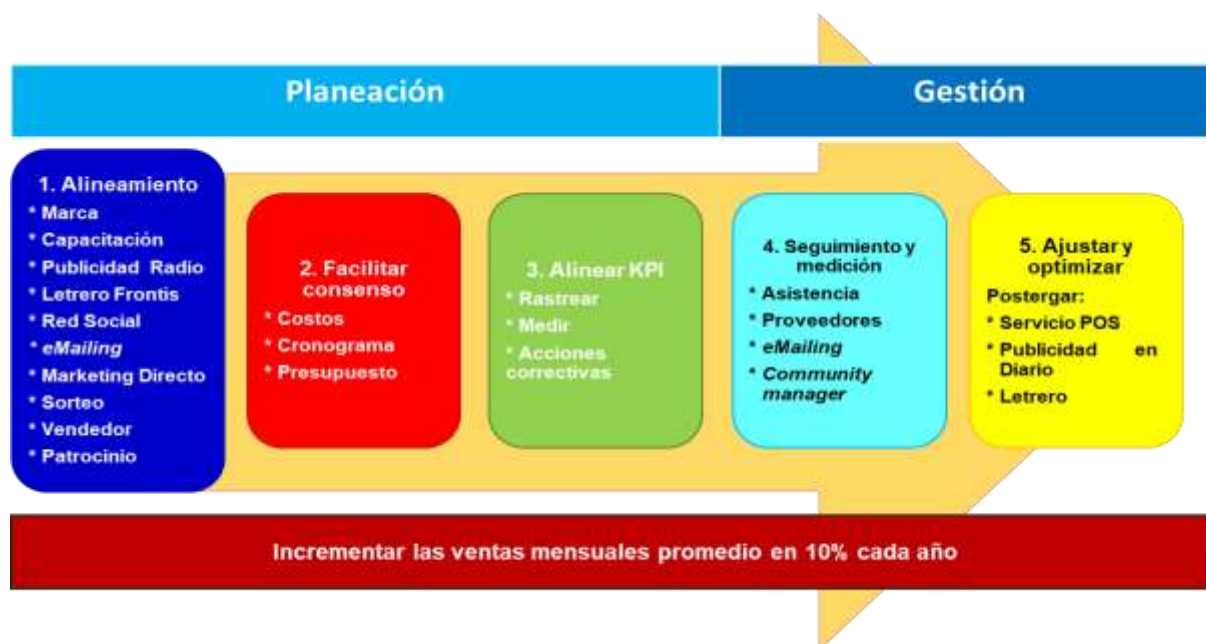 Planeación
Gestión
1. Alineamiento
* Marca
* Capacitación
* Publicidad Radio
* Letrero Frontis
* Red Social
* eMailing
* Marketing Directo
* Sorteo
* Vendedor
* Patrocinio
2. Facilitar
consenso
* Costos
* Cronograma
* Presupuesto
3. Alinear KPI
* Rastrear
* Medir
* Acciones
correctivas
4. Seguimiento y
medición
* Asistencia
* Proveedores
* eMailing
* Community
manager
5. Ajustar y
optimizar
Postergar:
* Servicio POS
* Publicidad en
Diario
* Letrero
Incrementar las ventas mensuales promedio en 10% cada año